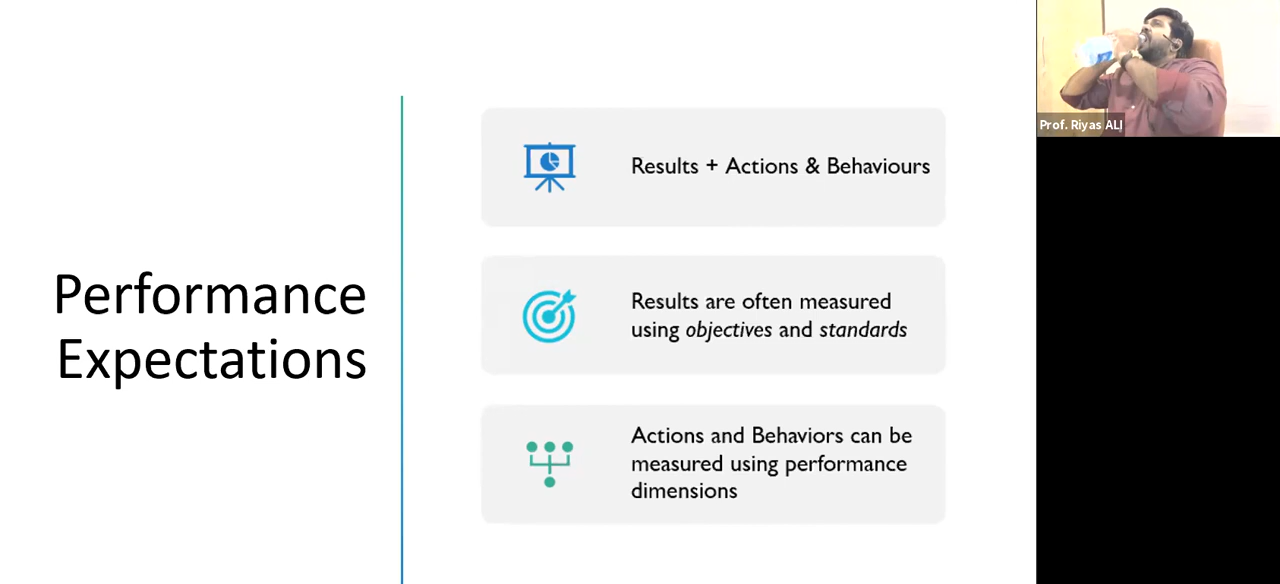 Performance
Expectations
Results + Actions & Behaviours
Results are often measured
using objectives and standards
Actions and Behaviors can be
measured using performance
dimensions
Prof. Riyas ALI